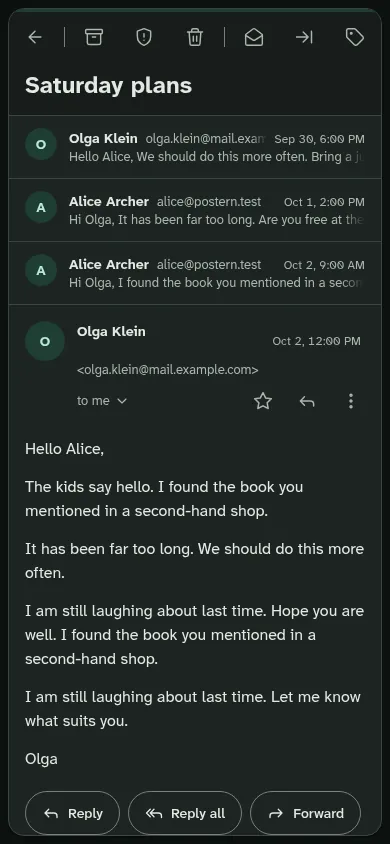 Saturday plans
O Olga Klein olga.klein@mail.exam Sep 30, 6:00 PM
Hello Alice, We should do this more often. Bring a
A Alice Archer alice@postern.test Oct 1, 2:00 PM
Hi Olga, It has been far too long. Are you free at the
A Alice Archer alice@postern.test Oct 2, 9:00 AM
Hi Olga, I found the book you mentioned in a secon
O Olga Klein
Oct 2, 12:00 PM
<olga.klein@mail.example.com>
to me
Hello Alice,
The kids say hello. I found the book you
mentioned in a second-hand shop.
It has been far too long. We should do this more
often.
I am still laughing about last time. Hope you are
well. I found the book you mentioned in a
second-hand shop.
I am still laughing about last time. Let me know
what suits you.
Olga
Reply Reply all Forward